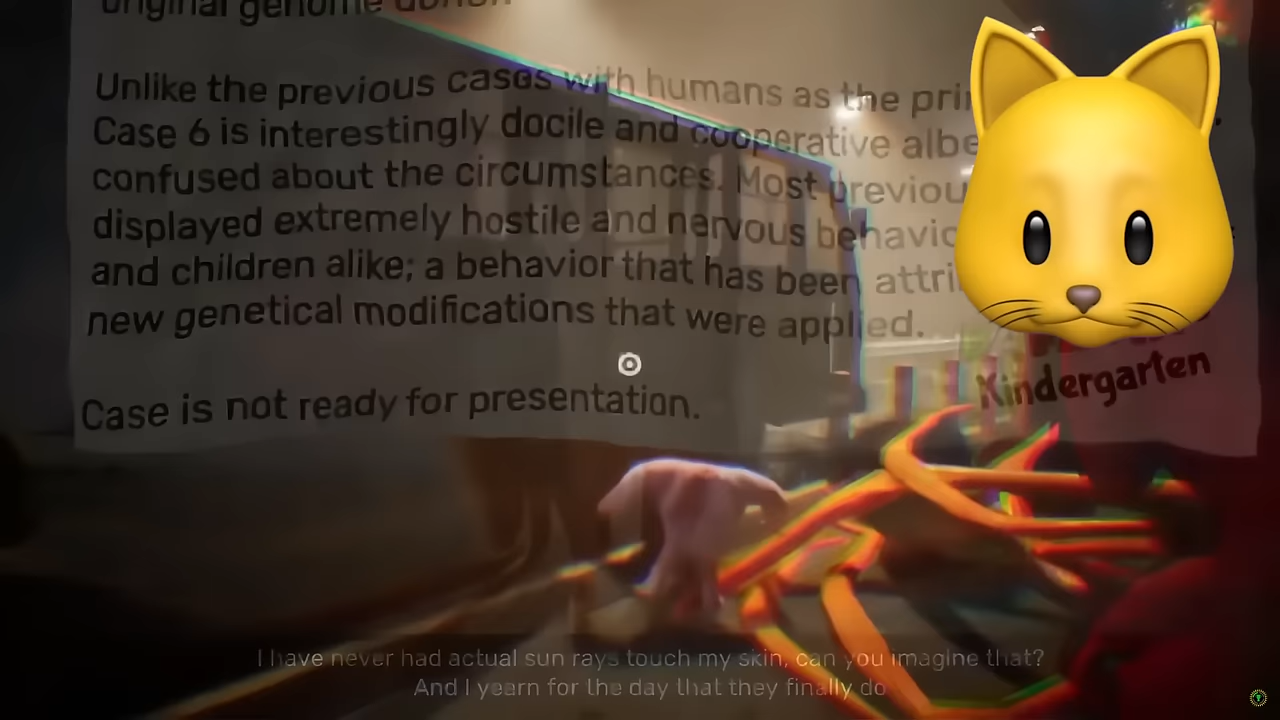 original genome donor.
Unlike the previous cases with humans as the
Case 6 is interestingly docile and cooperative
confused about the circumstances. Most
displayed extremely hostile and nervous
and children alike; a behavior that has been
new genetical modifications that were applied.
Case is not ready for presentation.
Kindergarten
I have never had actual sun rays touch my skin, can you imagine that?
And I yearn for the day that they finally do